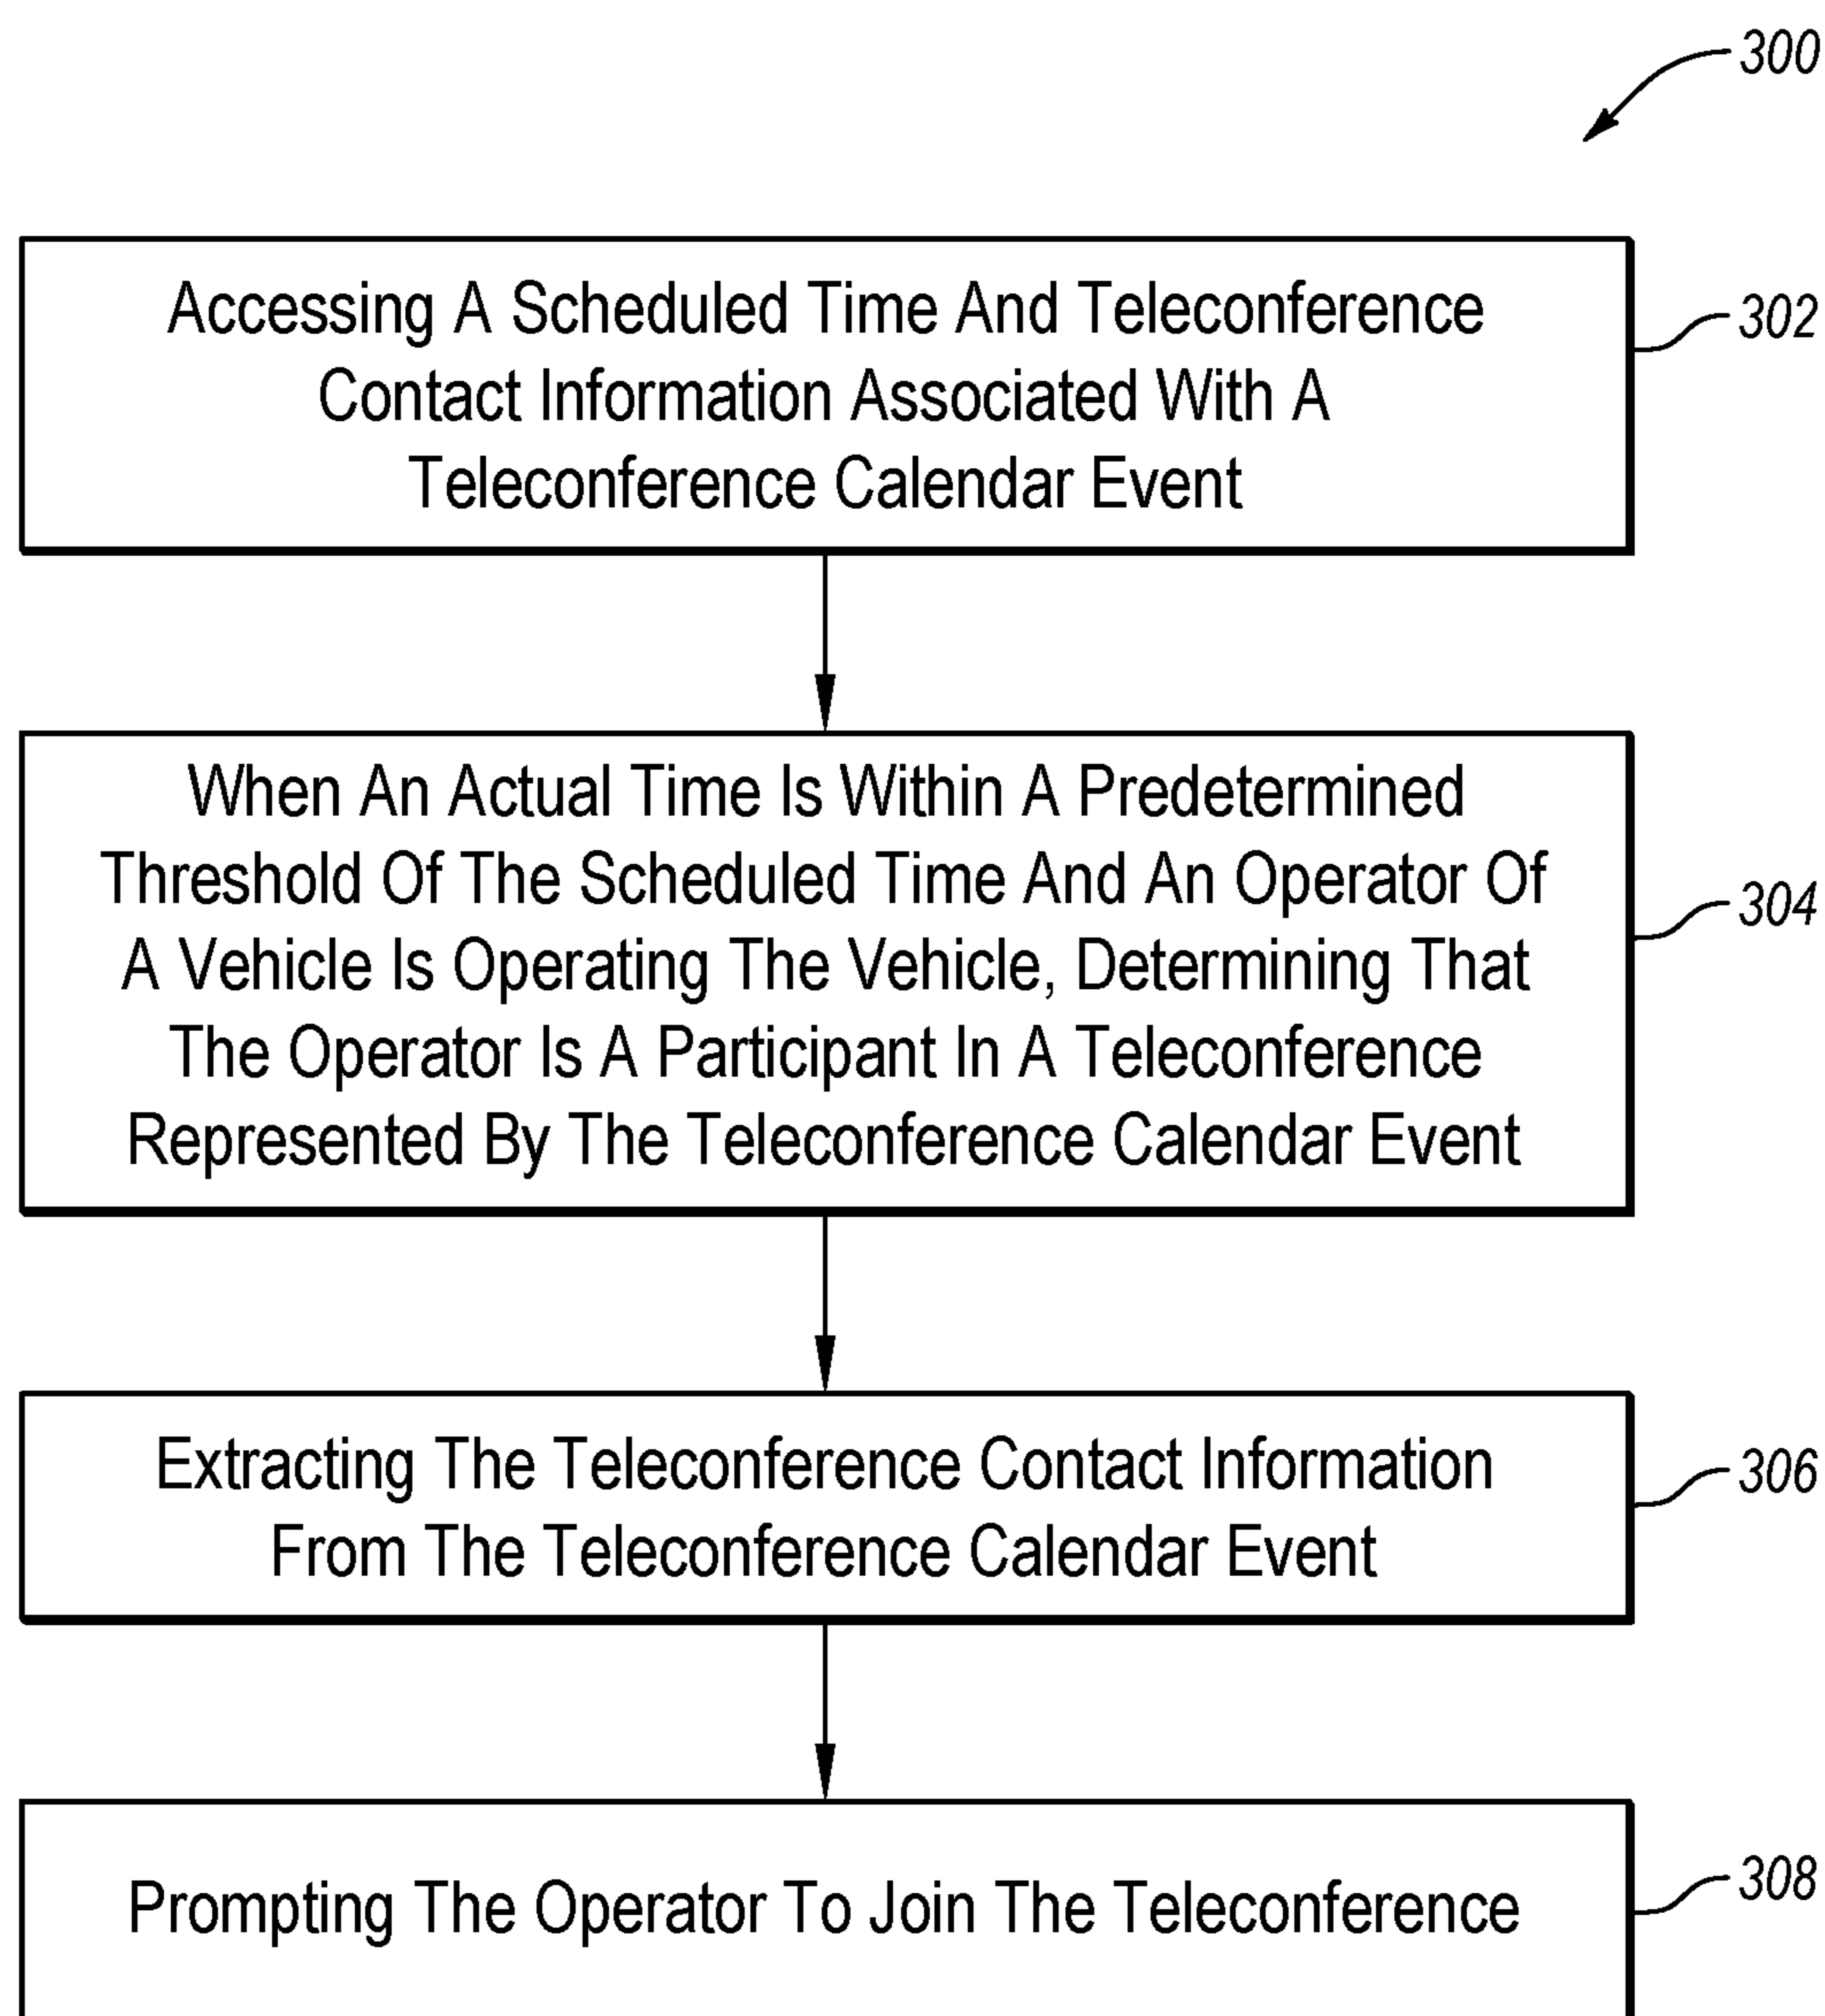 300
Accessing A Scheduled Time And Teleconference
Contact Information Associated With A
Teleconference Calendar Event
302
When An Actual Time Is Within A Predetermined
Threshold Of The Scheduled Time And An Operator Of
A Vehicle Is Operating The Vehicle, Determining That
The Operator Is A Participant In A Teleconference
Represented By The Teleconference Calendar Event
304
Extracting The Teleconference Contact Information
From The Teleconference Calendar Event
306
Prompting The Operator To Join The Teleconference
308